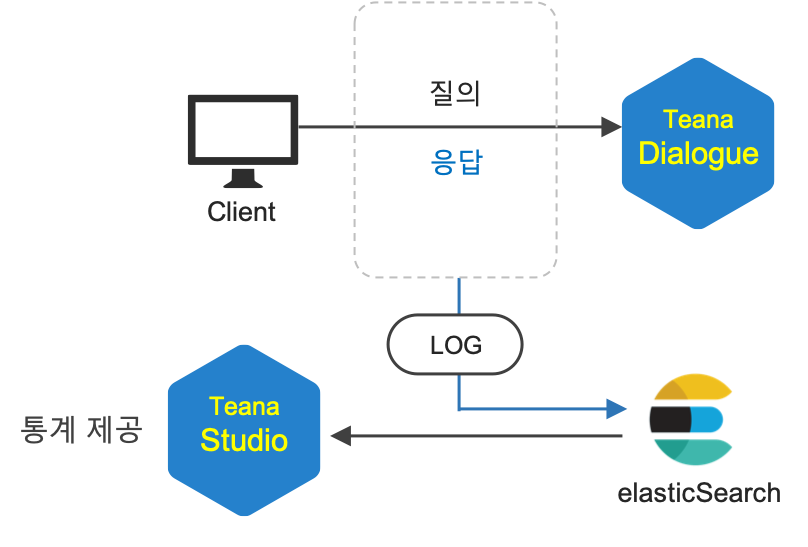 질의
Teana
Dialogue
응답
Client
LOG
Teana
Studio
통계 제공
elasticSearch